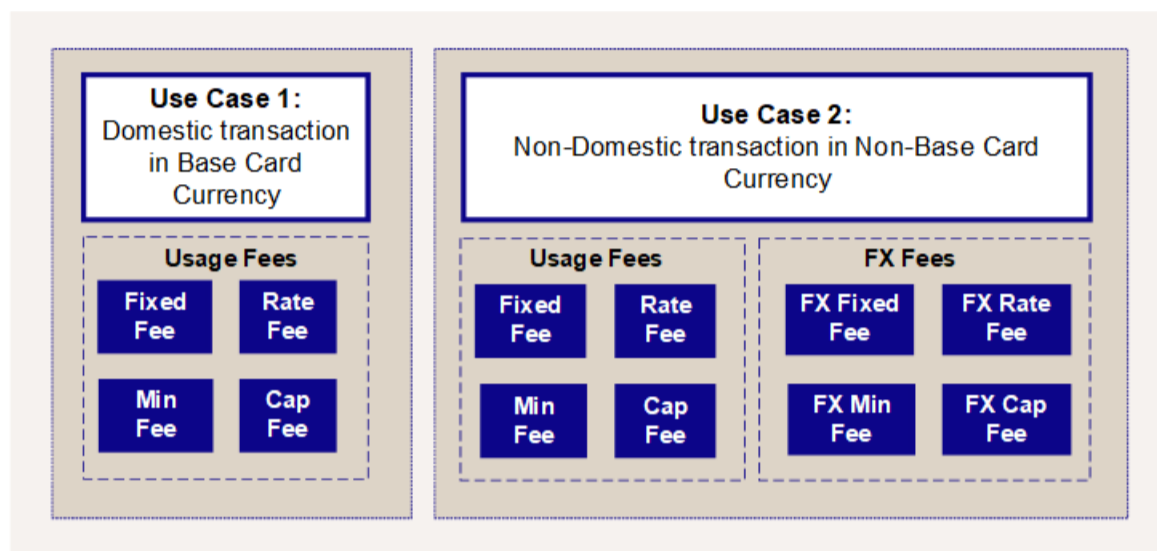 Use Case 1:
Domestic transaction
in Base Card
Currency
Usage Fees
Fixed
Fee
Rate
Fee
Min
Fee
Cap
Fee
Use Case 2:
Non-Domestic transaction in Non-Base Card
Currency
Usage Fees
Fixed
Fee
Rate
Fee
Min
Fee
Cap
Fee
FX Fees
FX Fixed
Fee
FX Rate
Fee
FX Min
Fee
FX Cap
Fee